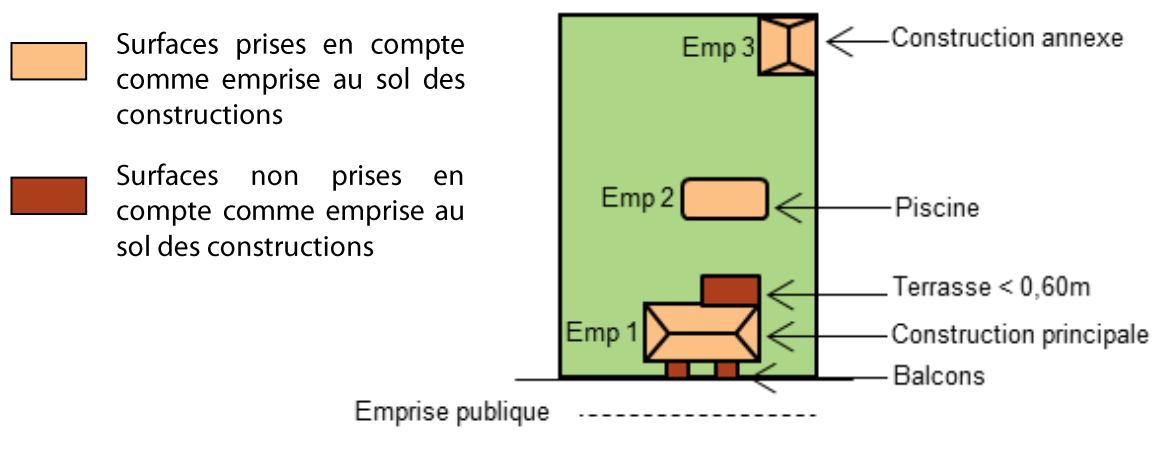 Surfaces prises en compte
comme emprise au sol des
constructions
Surfaces non prises en
compte comme emprise au
sol des constructions
Emp 3
Construction annexe
Emp 2
Piscine
Terrasse < 0,60m
Emp 1
Construction principale
Balcons
Emprise publique